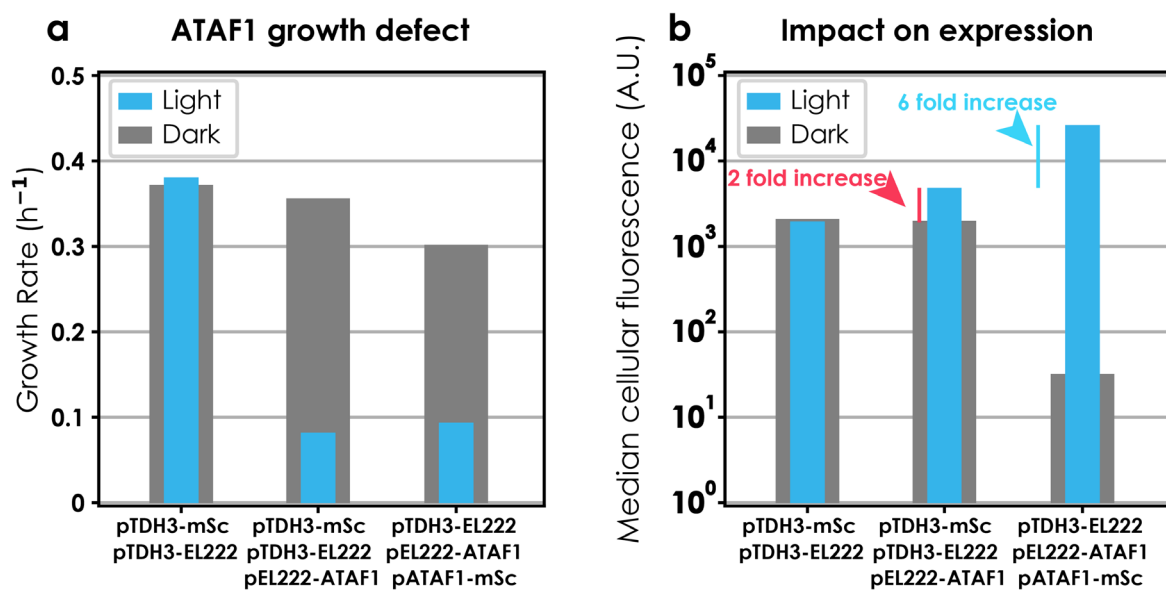 a ATAF1 growth defect
Growth Rate (h⁻¹)
0.5
0.4
0.3
0.2
0.1
0
Light
Dark
pTDH3-mSc
pTDH3-EL222
pTDH3-mSc
pTDH3-EL222
pEL222-ATAF1
pTDH3-EL222
pEL222-ATAF1
pATAF1-mSc
b Impact on expression
Median cellular fluorescence (A.U.)
10⁵
10⁴
10³
10²
10¹
10⁰
Light
Dark
6 fold increase
2 fold increase
pTDH3-mSc
pTDH3-EL222
pTDH3-mSc
pTDH3-EL222
pEL222-ATAF1
pTDH3-EL222
pEL222-ATAF1
pATAF1-mSc